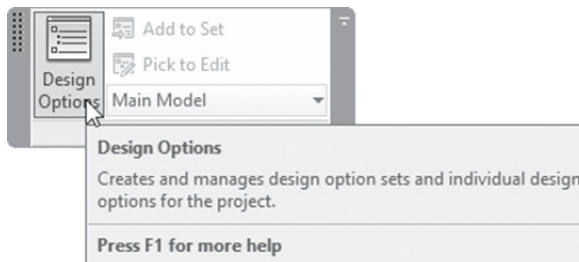 Add to Set
Pick to Edit
Design
Options
Main Model
Design Options
Creates and manages design option sets and individual design
options for the project.
Press F1 for more help